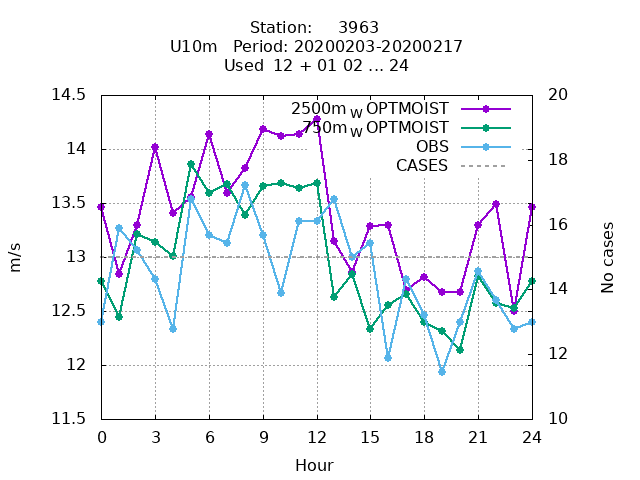 Station: 3963
U10m Period: 20200203-20200217
Used 12 + 01 02 ... 24
2500m W OPTMOIST
750m W OPTMOIST
OBS
CASES
14.5
14
13.5
13
12.5
12
11.5
20
18
16
14
12
10
0 3 6 9 12 15 18 21 24
m/s
No cases
Hour